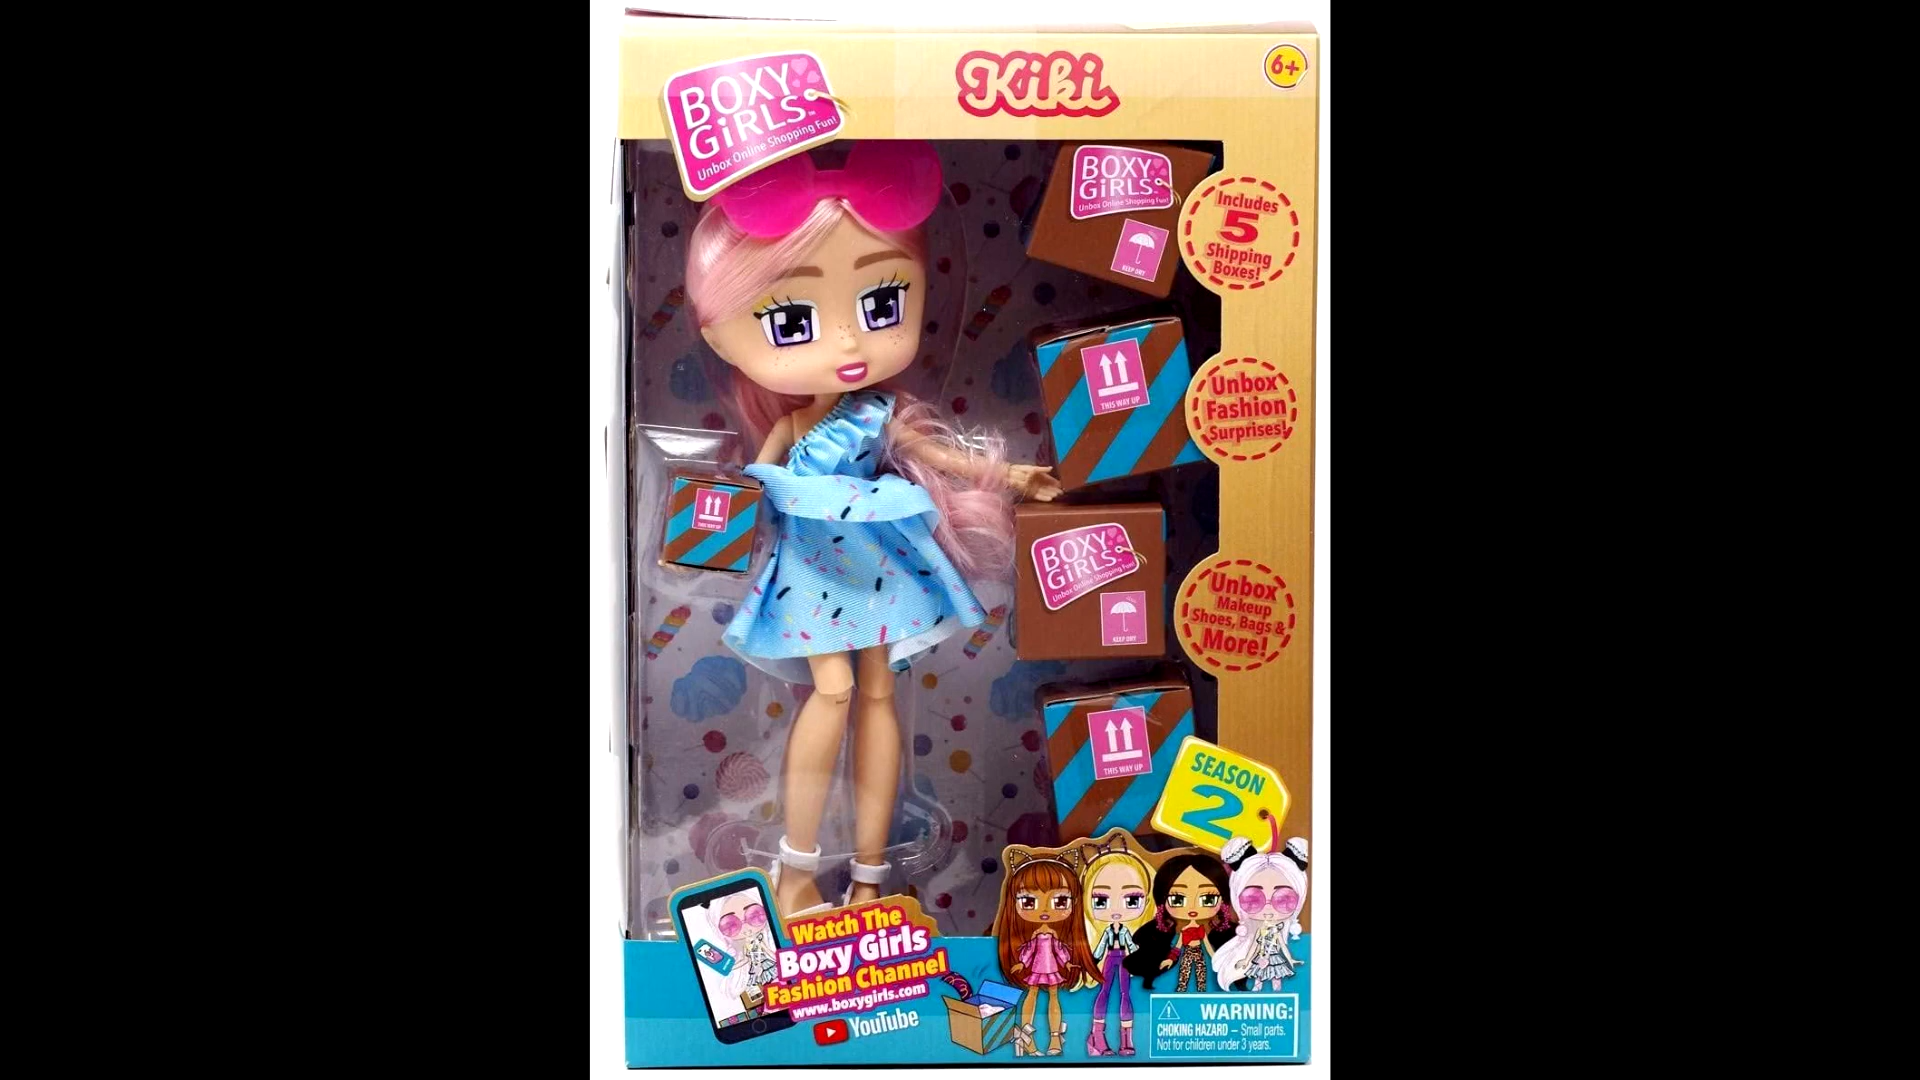 BOXY
GiRLS™
Unbox Online Shopping Fun!
Kiki
6+
BOXY
GiRLS™
Unbox Online Shopping Fun!
KEEP DRY
Includes
5
Shipping
Boxes!
THIS WAY UP
Unbox
Fashion
Surprises!
THIS WAY UP
BOXY
GiRLS™
Unbox Online Shopping Fun!
KEEP DRY
Unbox
Makeup
Shoes, Bags &
More!
THIS WAY UP
SEASON
2
Watch The
Boxy Girls
Fashion Channel
www.boxygirls.com
YouTube
WARNING:
CHOKING HAZARD – Small parts.
Not for children under 3 years.